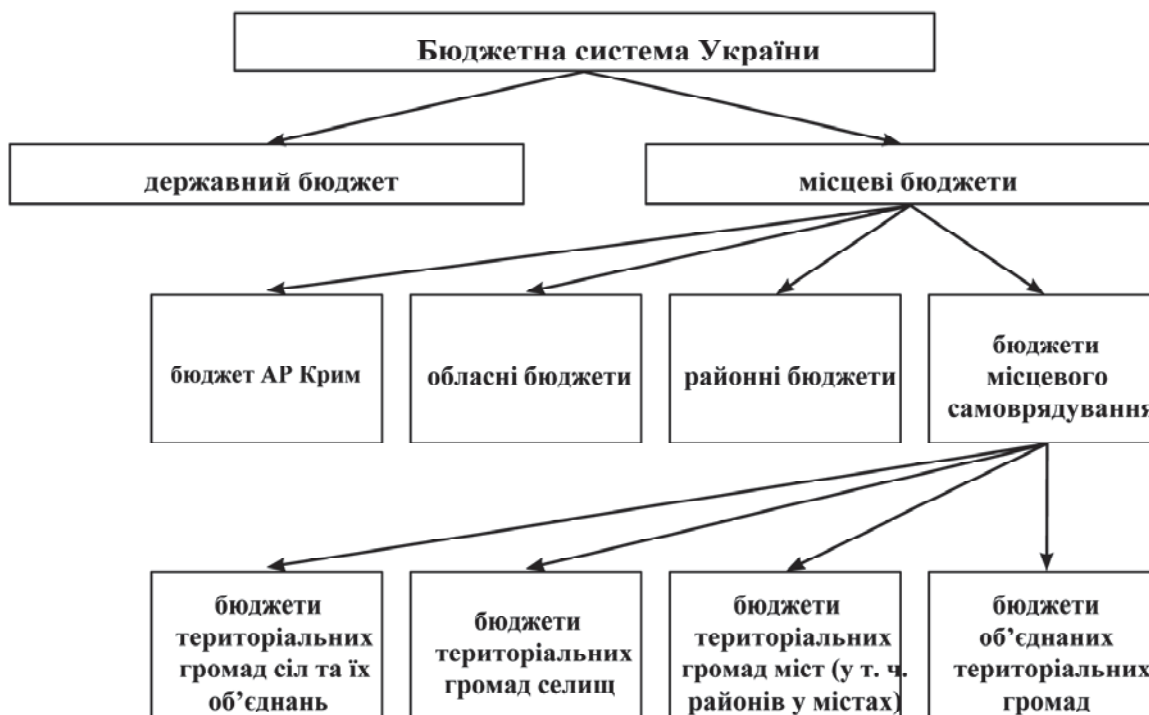 Бюджетна система України
державний бюджет
місцеві бюджети
бюджет АР Крим
обласні бюджети
районні бюджети
бюджети
місцевого
самоврядування
бюджети
територіальних
громад сіл та їх
об’єднань
бюджети
територіальних
громад селищ
бюджети
територіальних
громад міст (у т. ч.
районів у містах)
бюджети
об’єднаних
територіальних
громад